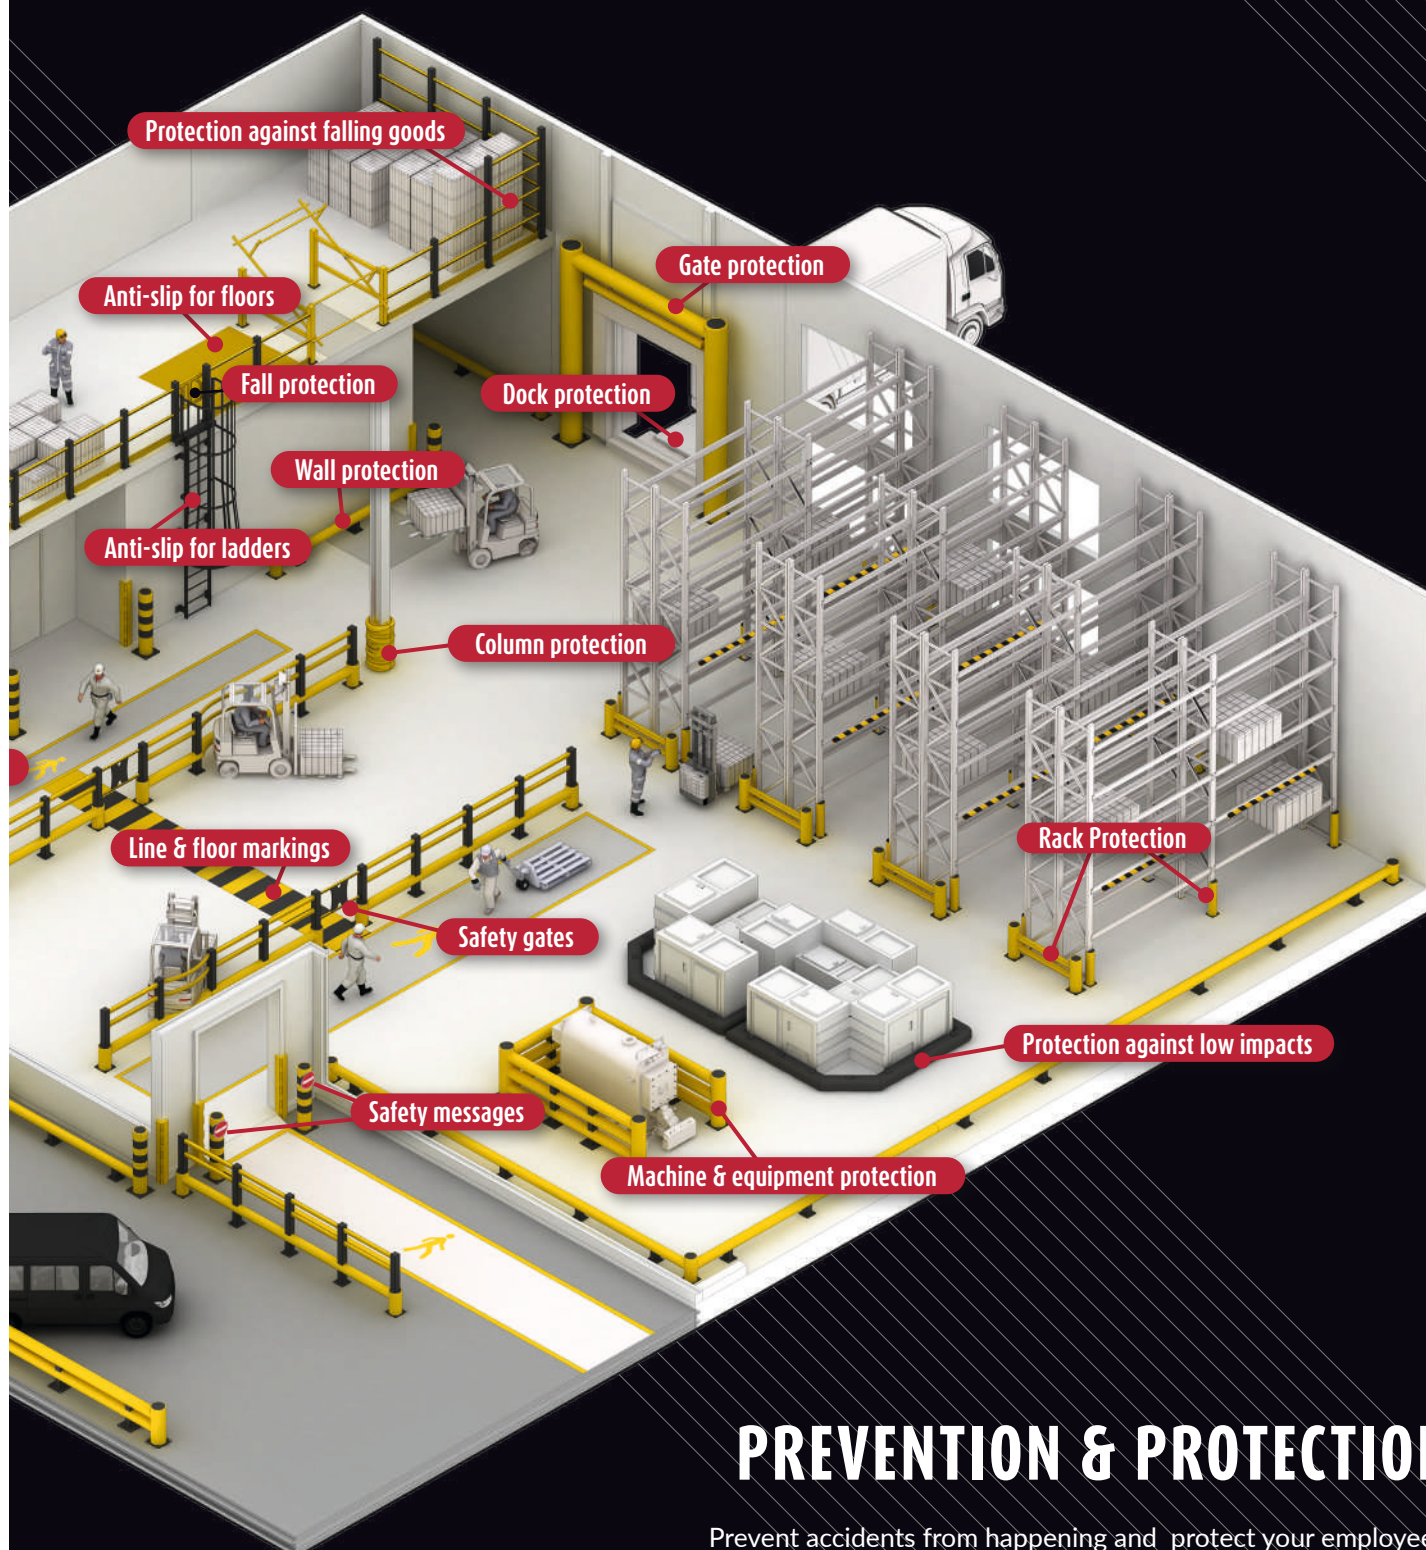 Protection against falling goods
Gate protection
Anti-slip for floors
Fall protection
Dock protection
Wall protection
Anti-slip for ladders
Column protection
Line & floor markings
Rack Protection
Safety gates
Protection against low impacts
Safety messages
Machine & equipment protection
PREVENTION & PROTECTION
Prevent accidents from happening and protect your employee